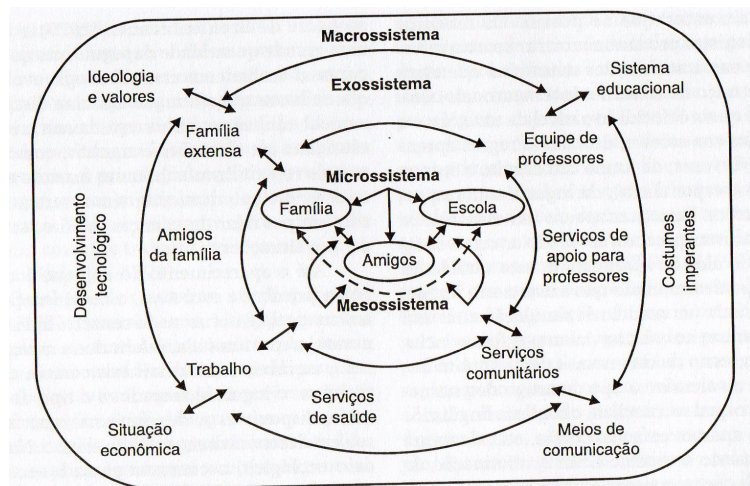 Macrossistema
Ideologia
e valores
Exossistema
Sistema
educacional
Família
extensa
Equipe de
professores
Microssistema
Família
Escola
Desenvolvimento
tecnológico
Amigos
da família
Amigos
Serviços de
apoio para
professores
Costumes
imperantes
Mesossistema
Trabalho
Serviços
comunitários
Serviços
de saúde
Situação
econômica
Meios de
comunicação